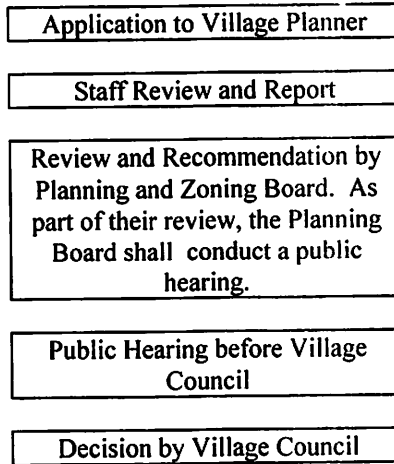 Application to Village Planner
Staff Review and Report
Review and Recommendation by
Planning and Zoning Board. As
part of their review, the Planning
Board shall conduct a public
hearing.
Public Hearing before Village
Council
Decision by Village Council